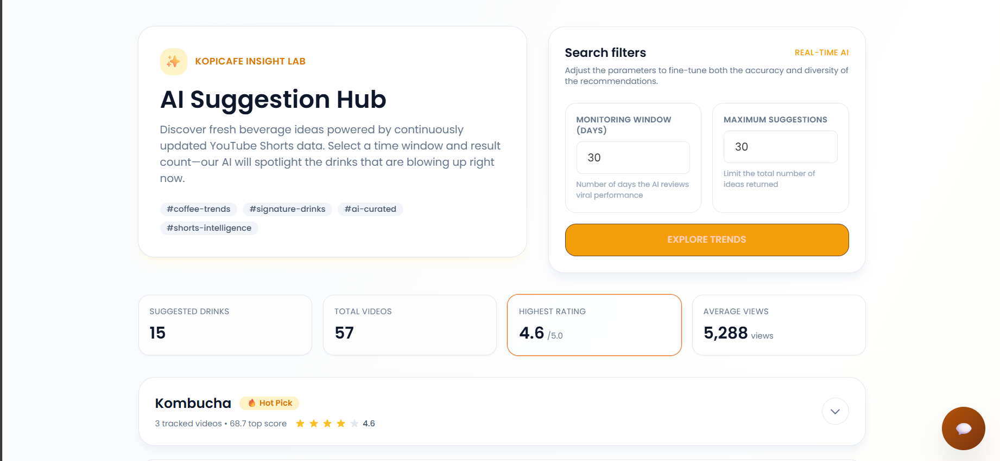 KOPICAFE INSIGHT LAB
AI Suggestion Hub
Discover fresh beverage ideas powered by continuously
updated YouTube Shorts data. Select a time window and result
count—our AI will spotlight the drinks that are blowing up right
now.
#coffee-trends #signature-drinks #ai-curated
#shorts-intelligence
Search filters
REAL-TIME AI
Adjust the parameters to fine-tune both the accuracy and diversity of
the recommendations.
MONITORING WINDOW
(DAYS)
30
Number of days the AI reviews
viral performance
MAXIMUM SUGGESTIONS
30
Limit the total number of
ideas returned
EXPLORE TRENDS
SUGGESTED DRINKS
15
TOTAL VIDEOS
57
HIGHEST RATING
4.6 /5.0
AVERAGE VIEWS
5,288 views
Kombucha
Hot Pick
3 tracked videos • 68.7 top score
4.6